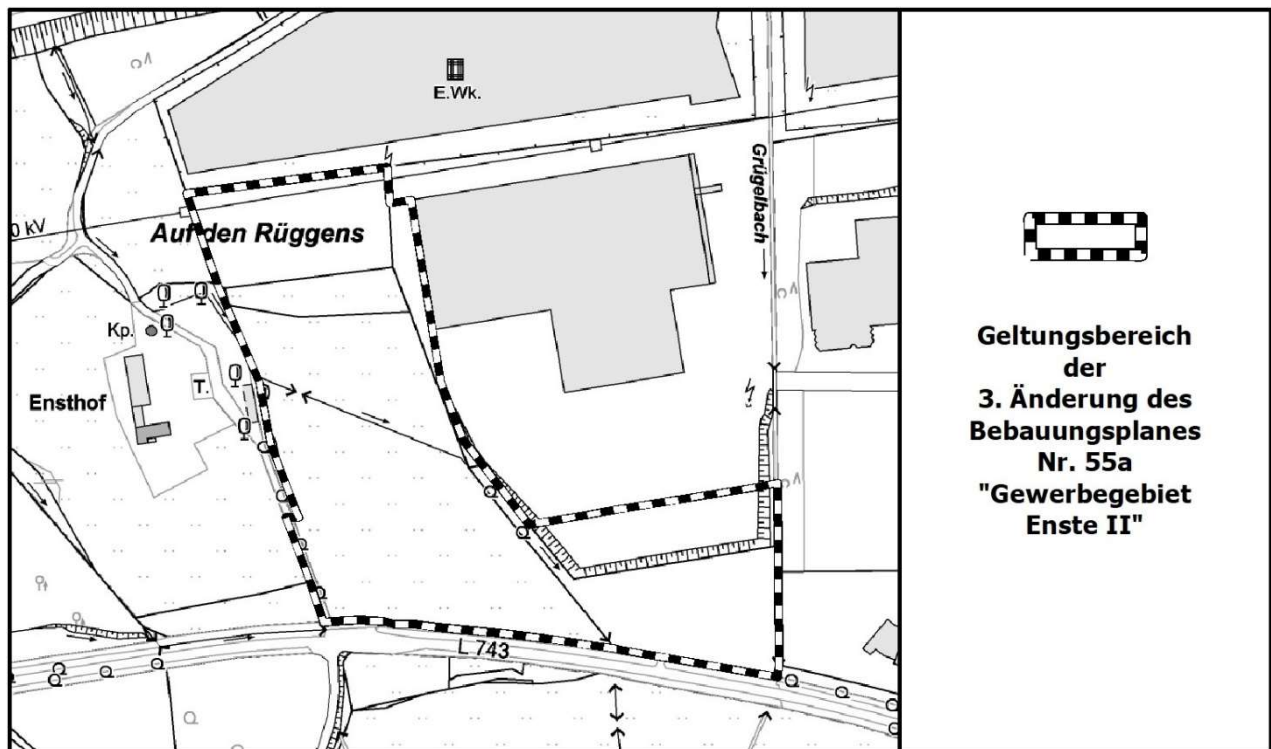 E.Wk.
Grügelbach
0 kV
Auf den Rüggens
Kp.
T.
Ensthof
L 743
Geltungsbereich
der
3. Änderung des
Bebauungsplanes
Nr. 55a
"Gewerbegebiet
Enste II"